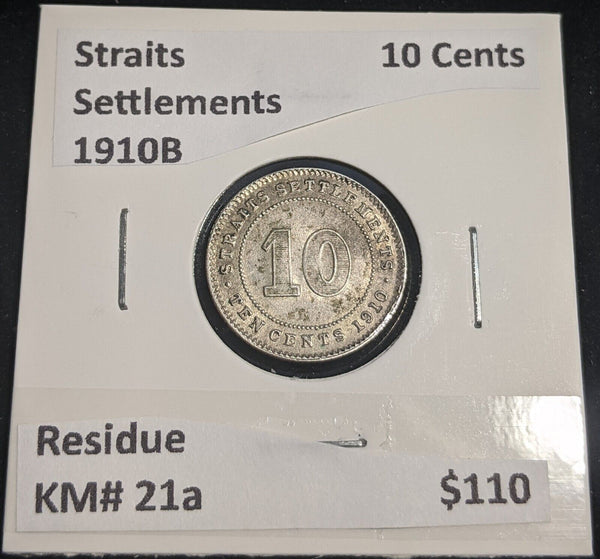 Straits 10 Cents
Settlements
1910B
STRAITS SETTLEMENTS
10
TEN CENTS 1910
Residue
KM# 21a $110